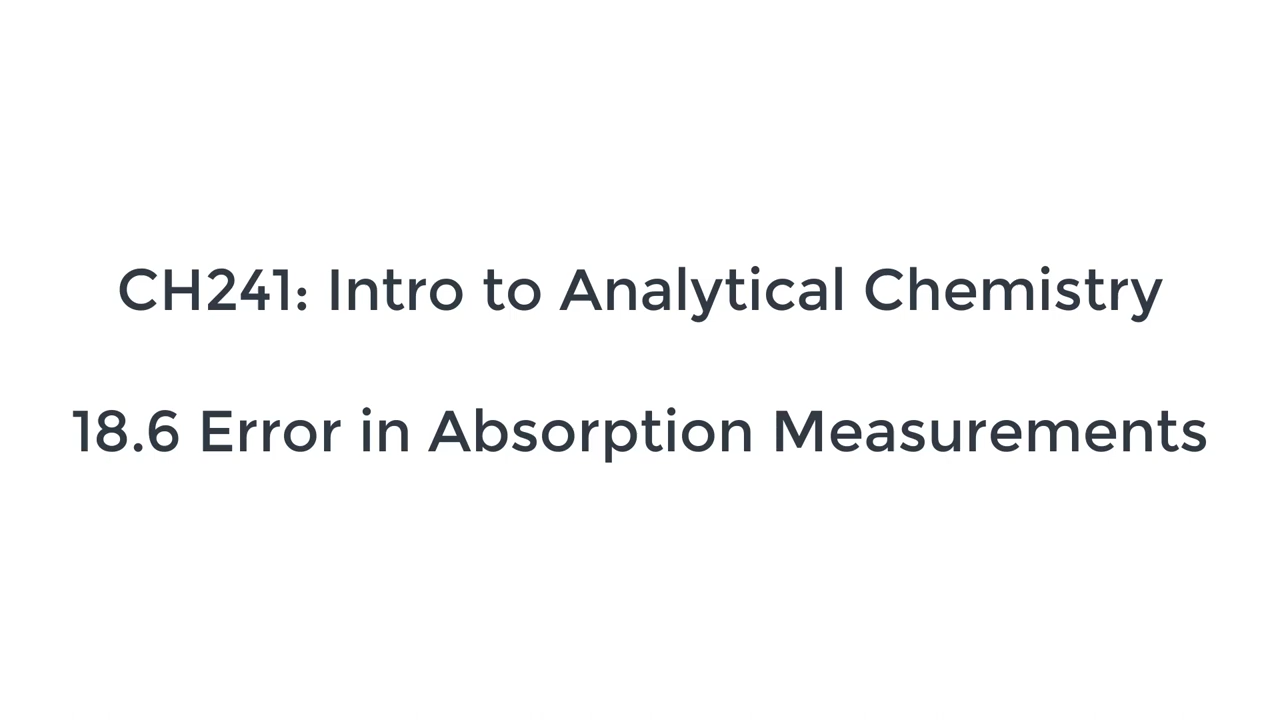 CH241: Intro to Analytical Chemistry
18.6 Error in Absorption Measurements